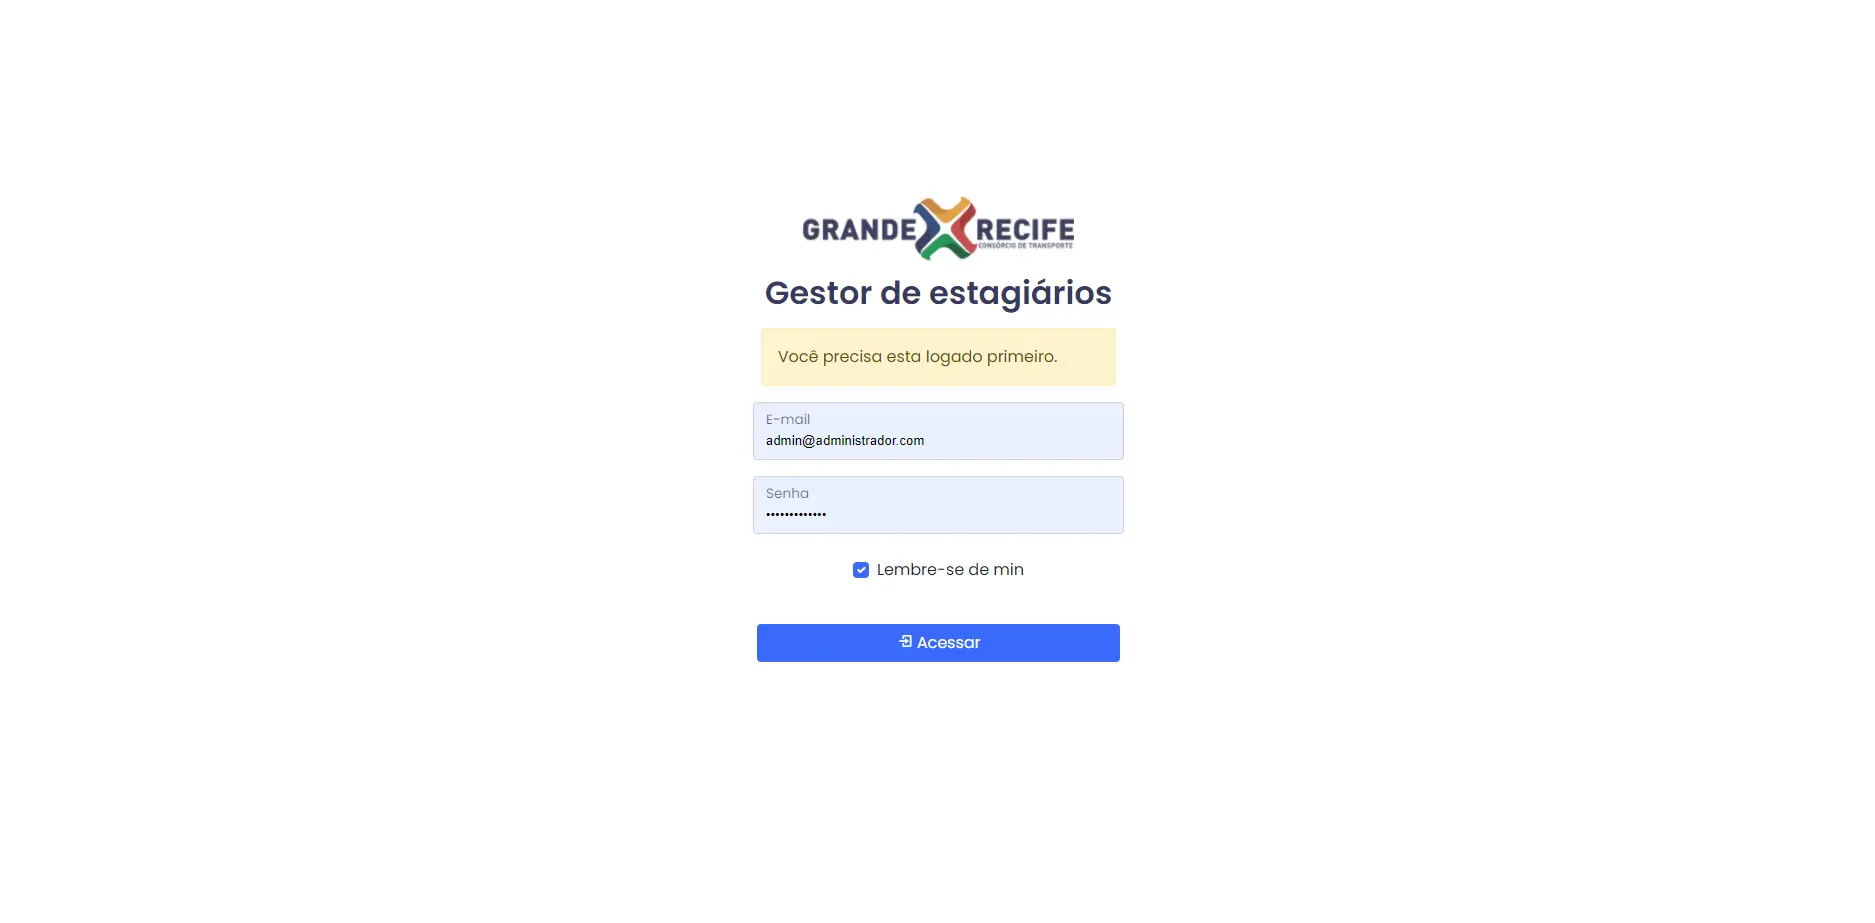 GRANDE RECIFE
CONSÓRCIO DE TRANSPORTE
Gestor de estagiários
Você precisa esta logado primeiro.
E-mail
admin@administrador.com
Senha
•••••••••••••
Lembre-se de min
Acessar